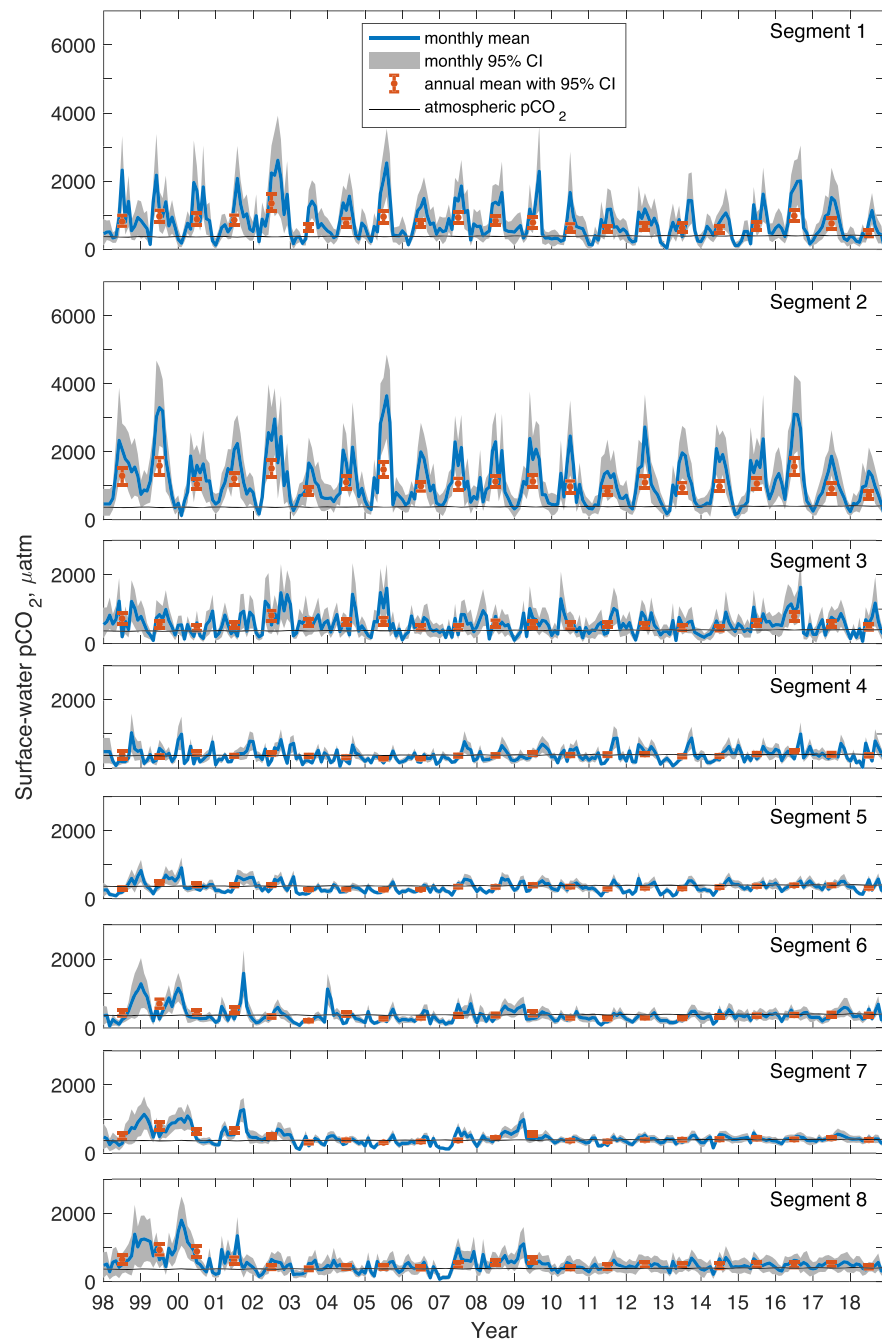 Segment 1
monthly mean
monthly 95% CI
annual mean with 95% CI
atmospheric pCO2
6000
4000
2000
0
Segment 2
6000
4000
2000
0
Segment 3
2000
0
Segment 4
2000
0
Segment 5
2000
0
Segment 6
2000
0
Segment 7
2000
0
Segment 8
2000
0
Surface-water pCO2, μatm
98 99 00 01 02 03 04 05 06 07 08 09 10 11 12 13 14 15 16 17 18
Year